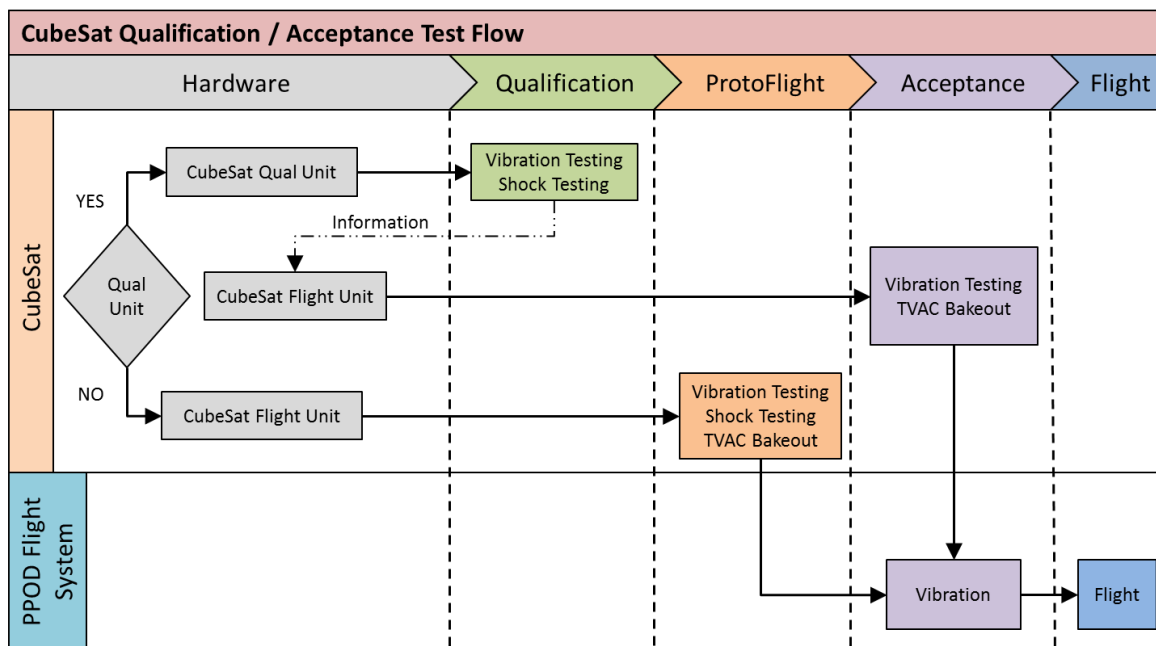 CubeSat Qualification / Acceptance Test Flow
Hardware
Qualification
ProtoFlight
Acceptance
Flight
CubeSat
YES
CubeSat Qual Unit
Vibration Testing
Shock Testing
Information
Qual
Unit
CubeSat Flight Unit
Vibration Testing
TVAC Bakeout
NO
CubeSat Flight Unit
Vibration Testing
Shock Testing
TVAC Bakeout
PPOD Flight
System
Vibration
Flight